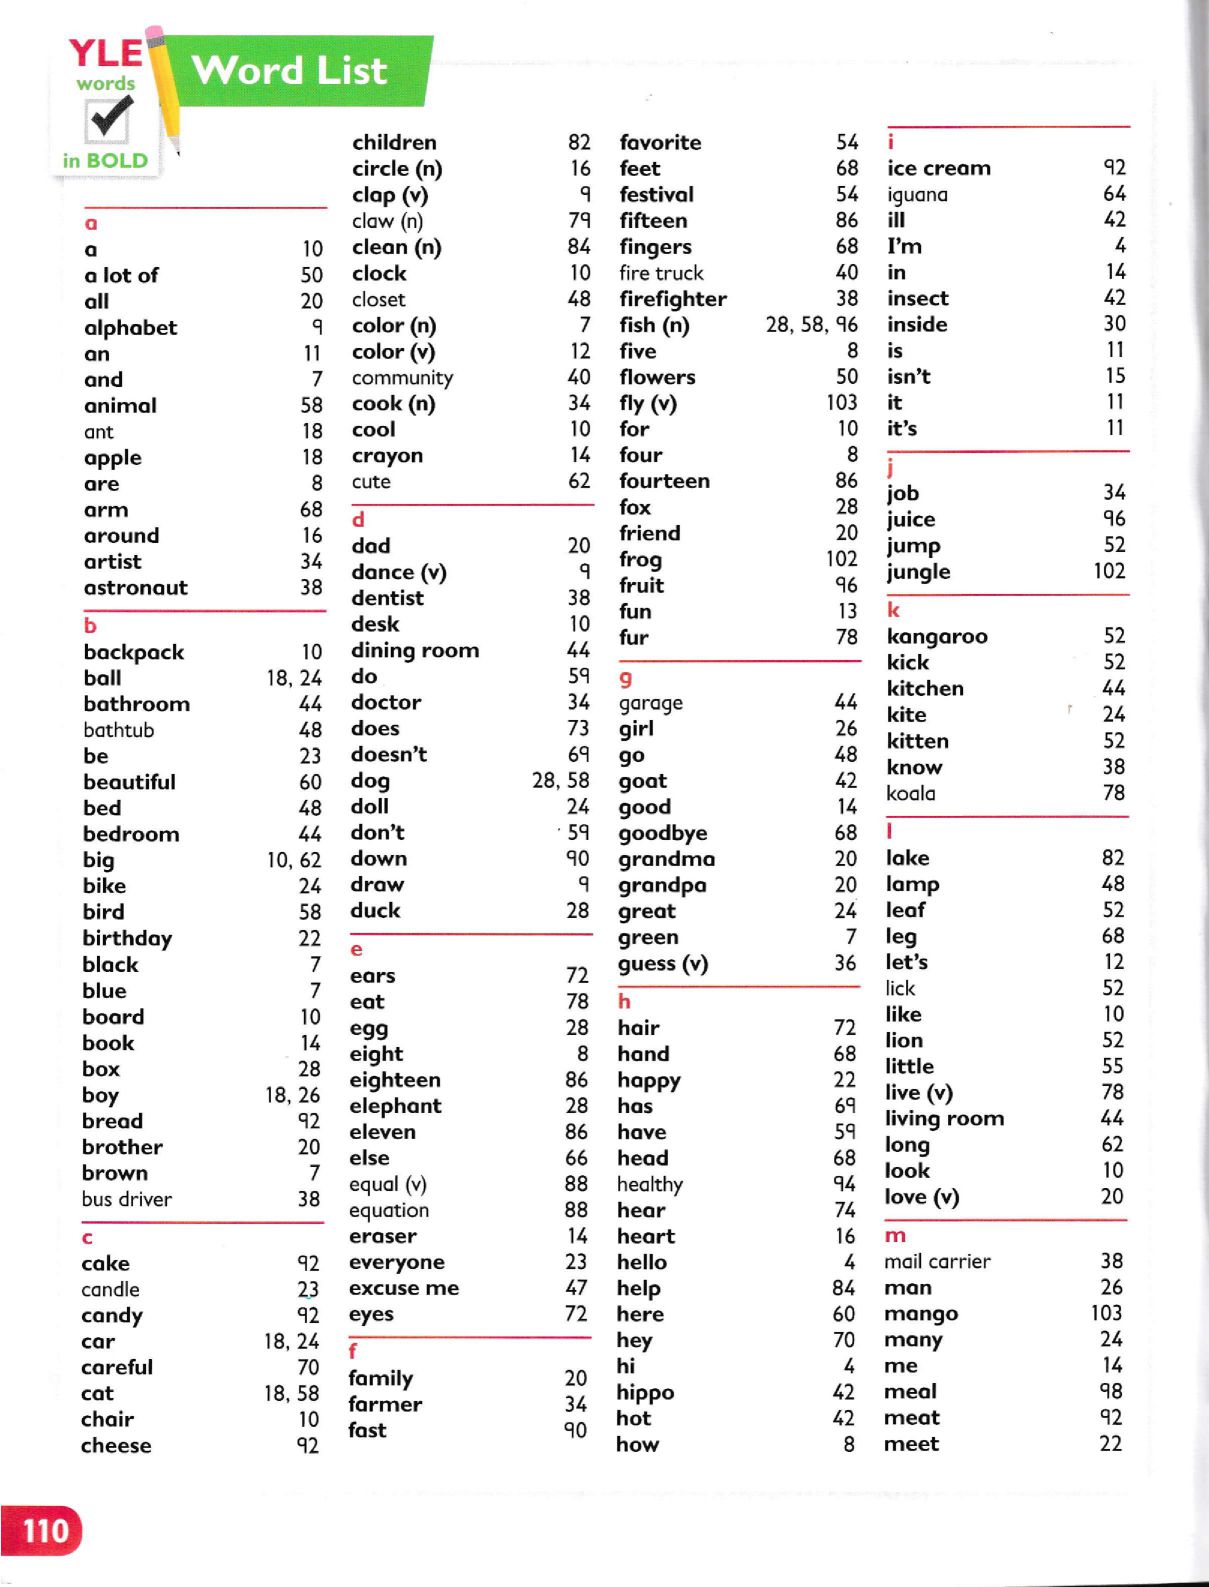 YLE
words
in BOLD
Word List
a
a 10
a lot of 50
all 20
alphabet 9
an 11
and 7
animal 58
ant 18
apple 18
are 8
arm 68
around 16
artist 34
astronaut 38
b
backpack 10
ball 18, 24
bathroom 44
bathtub 48
be 23
beautiful 60
bed 48
bedroom 44
big 10, 62
bike 24
bird 58
birthday 22
black 7
blue 7
board 10
book 14
box 28
boy 18, 26
bread 92
brother 20
brown 7
bus driver 38
c
cake 92
candle 23
candy 92
car 18, 24
careful 70
cat 18, 58
chair 10
cheese 92
children 82
circle (n) 16
clap (v) 9
claw (n) 79
clean (n) 84
clock 10
closet 48
color (n) 7
color (v) 12
community 40
cook (n) 34
cool 10
crayon 14
cute 62
d
dad 20
dance (v) 9
dentist 38
desk 10
dining room 44
do 59
doctor 34
does 73
doesn't 69
dog 28, 58
doll 24
don't 59
down 90
draw 9
duck 28
e
ears 72
eat 78
egg 28
eight 8
eighteen 86
elephant 28
eleven 86
else 66
equal (v) 88
equation 88
eraser 14
everyone 23
excuse me 47
eyes 72
f
family 20
farmer 34
fast 90
favorite 54
feet 68
festival 54
fifteen 86
fingers 68
fire truck 40
firefighter 38
fish (n) 28, 58, 96
five 8
flowers 50
fly (v) 103
for 10
four 8
fourteen 86
fox 28
friend 20
frog 102
fruit 96
fun 13
fur 78
g
garage 44
girl 26
go 48
goat 42
good 14
goodbye 68
grandma 20
grandpa 20
great 24
green 7
guess (v) 36
h
hair 72
hand 68
happy 22
has 69
have 59
head 68
healthy 94
hear 74
heart 16
hello 4
help 84
here 60
hey 70
hi 4
hippo 42
hot 42
how 8
i
ice cream 92
iguana 64
ill 42
I'm 4
in 14
insect 42
inside 30
is 11
isn't 15
it 11
it's 11
j
job 34
juice 96
jump 52
jungle 102
k
kangaroo 52
kick 52
kitchen 44
kite 24
kitten 52
know 38
koala 78
l
lake 82
lamp 48
leaf 52
leg 68
let's 12
lick 52
like 10
lion 52
little 55
live (v) 78
living room 44
long 62
look 10
love (v) 20
m
mail carrier 38
man 26
mango 103
many 24
me 14
meal 98
meat 92
meet 22
110